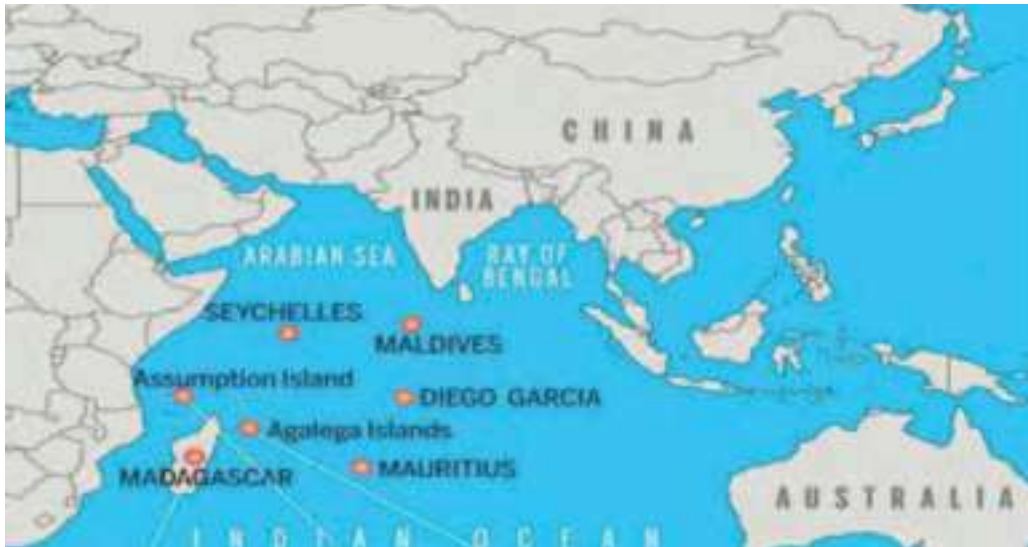 CHINA
INDIA
ARABIAN SEA
BAY OF
BENGAL
SEYCHELLES
MALDIVES
Assumption Island
DIEGO GARCIA
Agalega Islands
MAURITIUS
MADAGASCAR
AUSTRALIA
INDIAN OCEAN